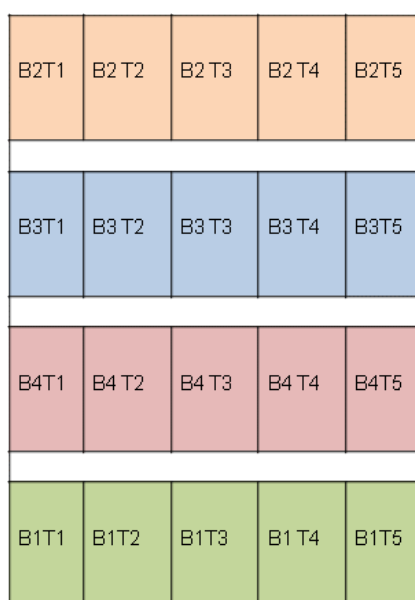 B2T1 B2 T2 B2 T3 B2 T4 B2T5
B3T1 B3 T2 B3 T3 B3 T4 B3T5
B4T1 B4 T2 B4 T3 B4 T4 B4T5
B1T1 B1T2 B1T3 B1 T4 B1T5